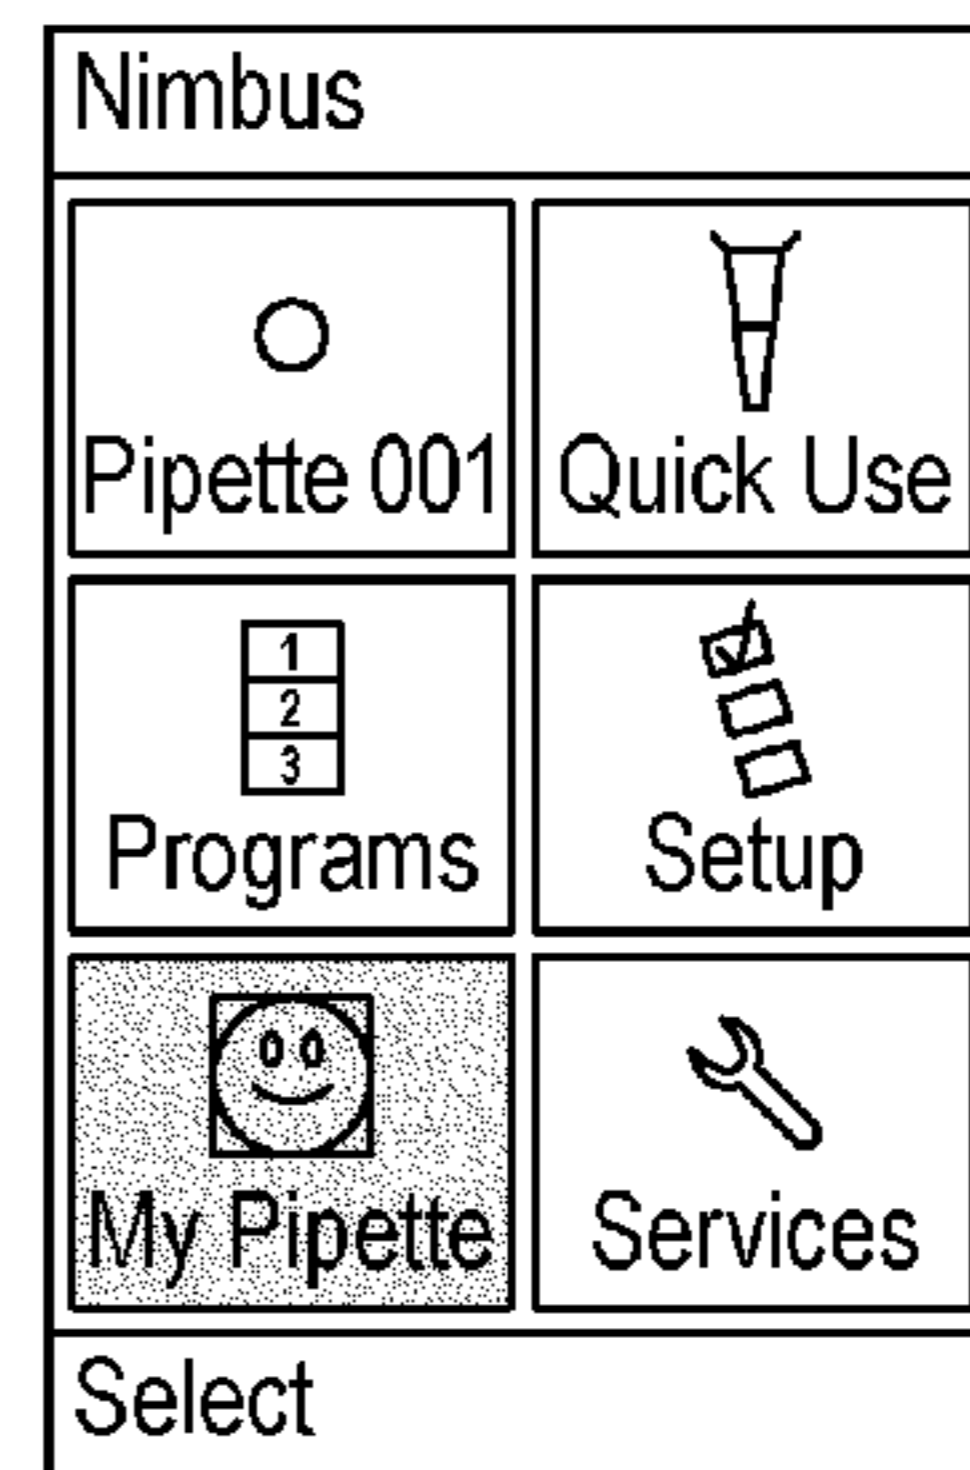 Nimbus
Pipette 001
Quick Use
1
2
3
Programs
Setup
My Pipette
Services
Select